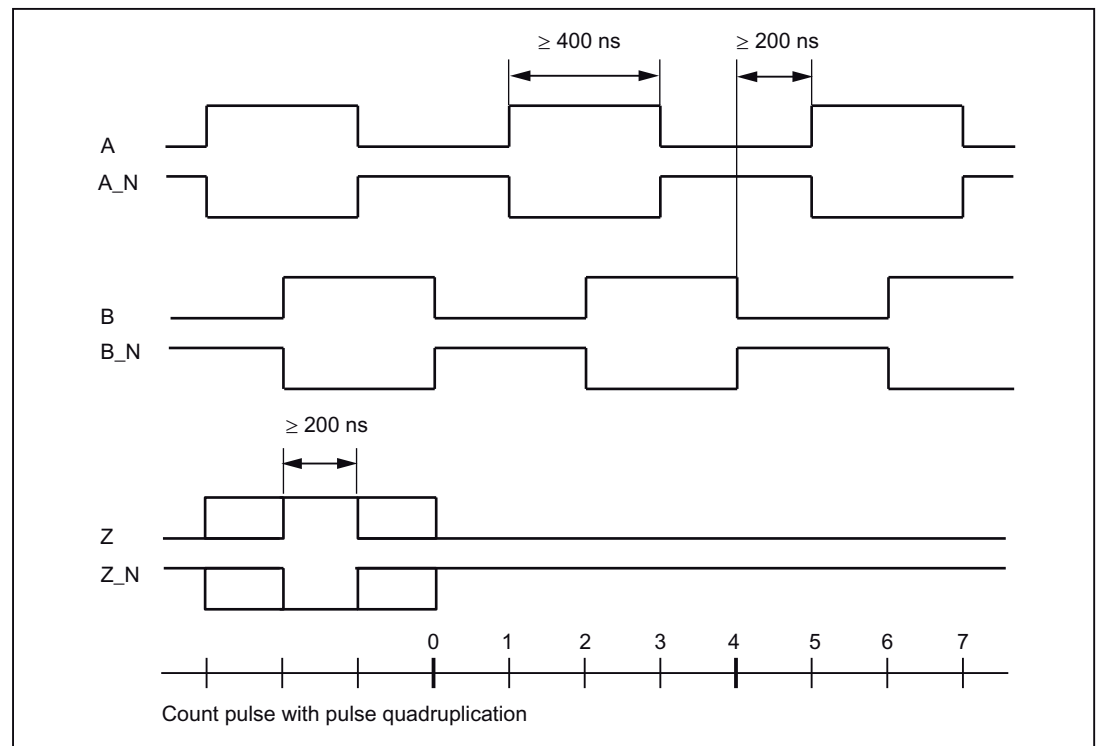 ≥ 400 ns ≥ 200 ns
A
A_N
B
B_N
≥ 200 ns
Z
Z_N
0 1 2 3 4 5 6 7
Count pulse with pulse quadruplication